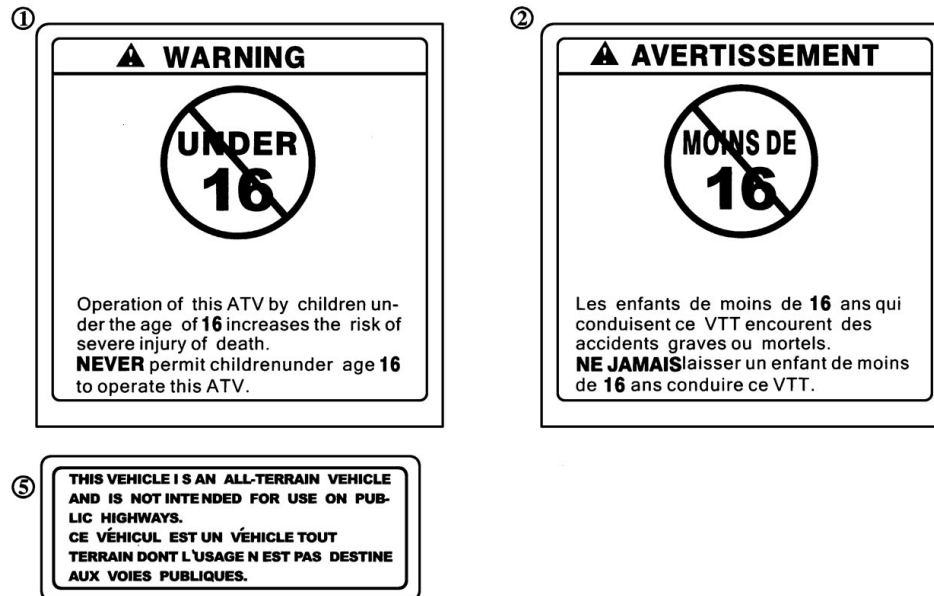 ①
⚠ WARNING
UNDER
16
Operation of this ATV by children un-
der the age of 16 increases the risk of
severe injury of death.
NEVER permit childrenunder age 16
to operate this ATV.
②
⚠ AVERTISSEMENT
MOINS DE
16
Les enfants de moins de 16 ans qui
conduisent ce VTT encourent des
accidents graves ou mortels.
NE JAMAISlaisser un enfant de moins
de 16 ans conduire ce VTT.
⑤
THIS VEHICLE I S AN ALL-TERRAIN VEHICLE
AND IS NOT INTE NDED FOR USE ON PUB-
LIC HIGHWAYS.
CE VÉHICUL EST UN VÉHICLE TOUT
TERRAIN DONT L'USAGE N EST PAS DESTINE
AUX VOIES PUBLIQUES.